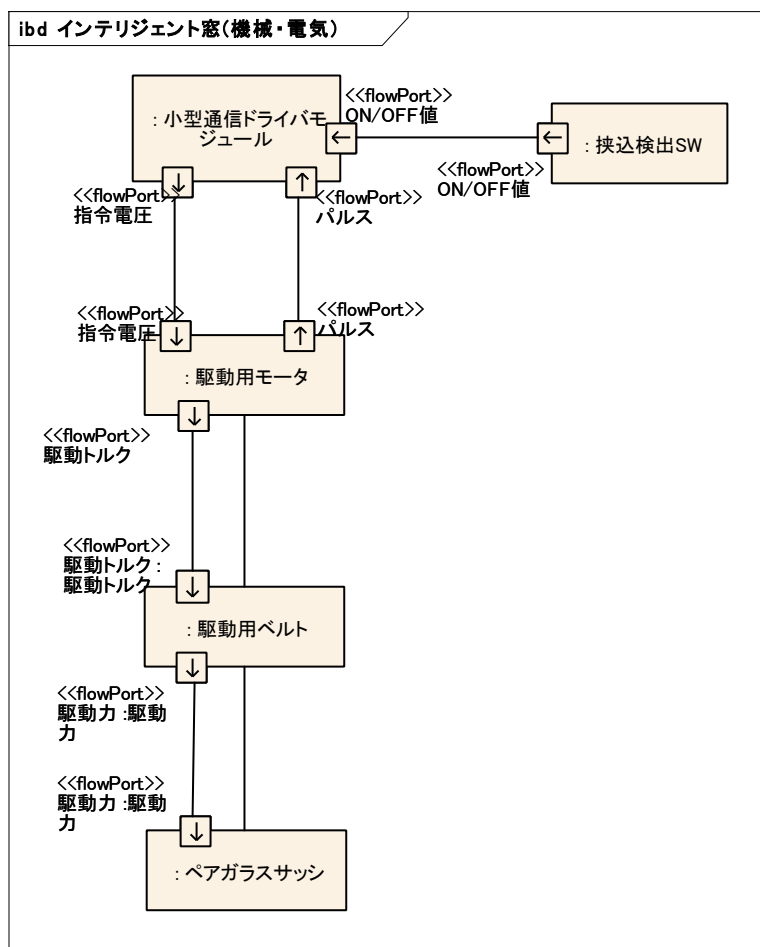 ibd インテリジェント窓(機械・電気)
: 小型通信ドライバモ
ジュール
<<flowPort>>
ON/OFF値
: 挟込検出SW
<<flowPort>>
ON/OFF値
<<flowPort>>
指令電圧
<<flowPort>>
パルス
<<flowPort>>
指令電圧
<<flowPort>>
パルス
: 駆動用モータ
<<flowPort>>
駆動トルク
<<flowPort>>
駆動トルク :
駆動トルク
: 駆動用ベルト
<<flowPort>>
駆動力 :駆動
力
<<flowPort>>
駆動力 :駆動
力
: ペアガラスサッシ